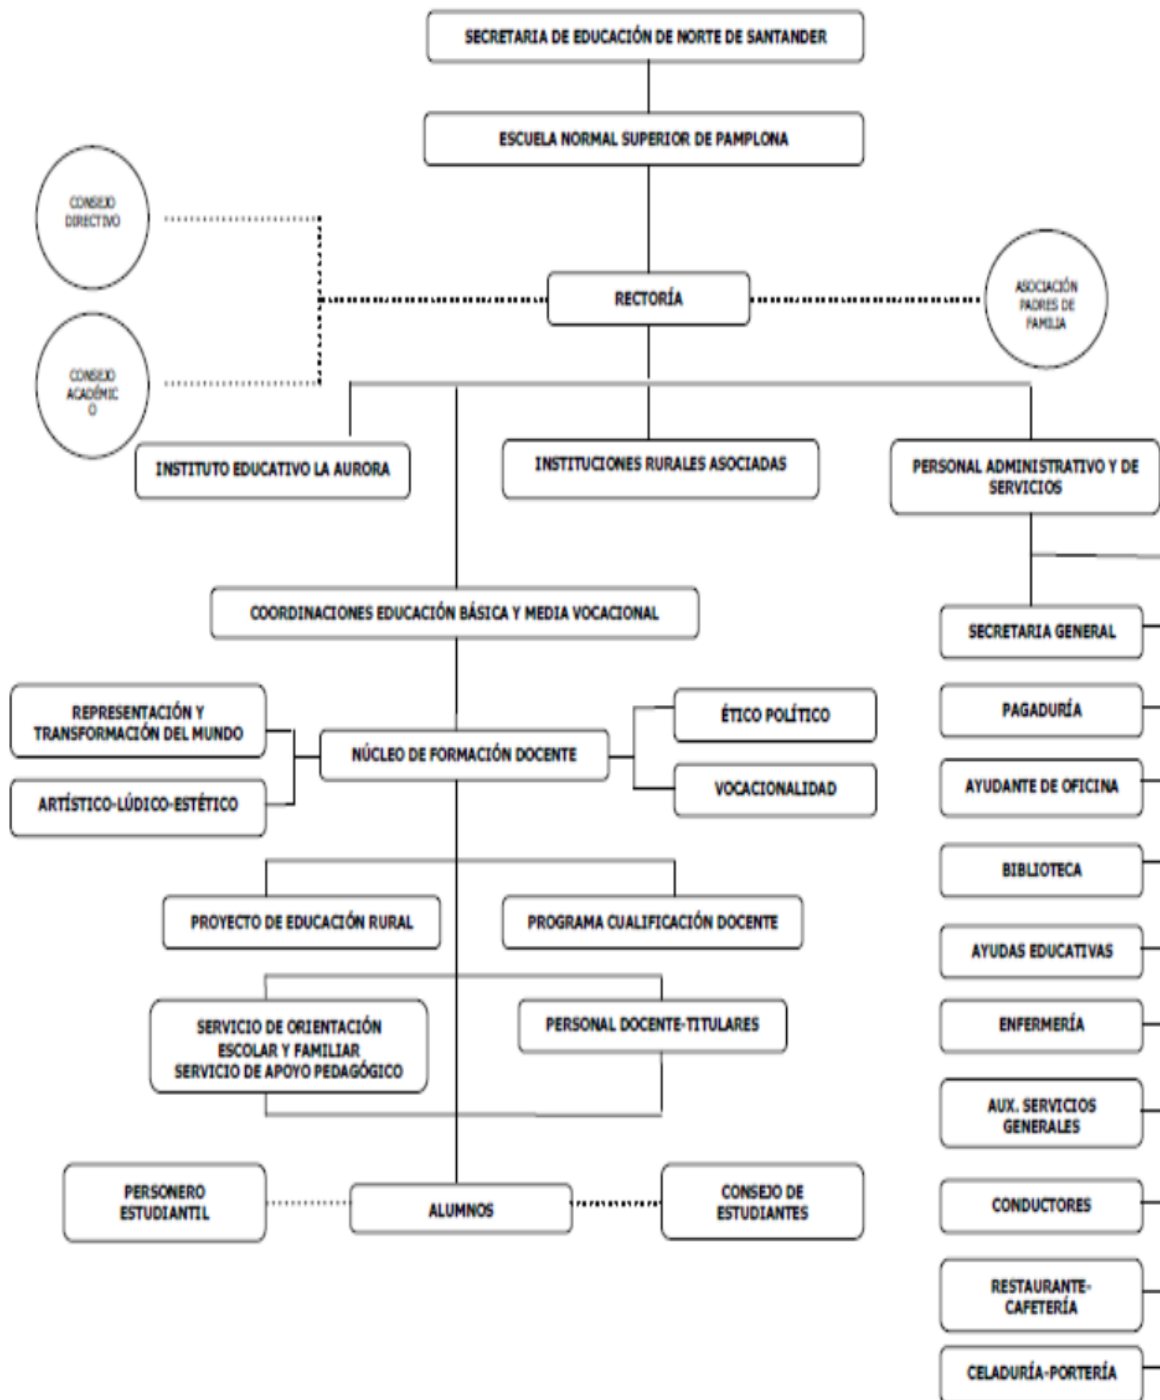 SECRETARIA DE EDUCACIÓN DE NORTE DE SANTANDER
ESCUELA NORMAL SUPERIOR DE PAMPLONA
CONSEJO
DIRECTIVO
RECTORÍA
ASOCIACIÓN
PADRES DE
FAMILIA
CONSEJO
ACADÉMIC
O
INSTITUTO EDUCATIVO LA AURORA
INSTITUCIONES RURALES ASOCIADAS
PERSONAL ADMINISTRATIVO Y DE
SERVICIOS
COORDINACIONES EDUCACIÓN BÁSICA Y MEDIA VOCACIONAL
REPRESENTACIÓN Y
TRANSFORMACIÓN DEL MUNDO
ARTÍSTICO-LÚDICO-ESTÉTICO
NÚCLEO DE FORMACIÓN DOCENTE
ÉTICO POLÍTICO
VOCACIONALIDAD
PROYECTO DE EDUCACIÓN RURAL
PROGRAMA CUALIFICACIÓN DOCENTE
SERVICIO DE ORIENTACIÓN
ESCOLAR Y FAMILIAR
SERVICIO DE APOYO PEDAGÓGICO
PERSONAL DOCENTE-TITULARES
PERSONERO
ESTUDIANTIL
ALUMNOS
CONSEJO DE
ESTUDIANTES
SECRETARIA GENERAL
PAGADURÍA
AYUDANTE DE OFICINA
BIBLIOTECA
AYUDAS EDUCATIVAS
ENFERMERÍA
AUX. SERVICIOS
GENERALES
CONDUCTORES
RESTAURANTE-
CAFETERÍA
CELADURÍA-PORTERÍA